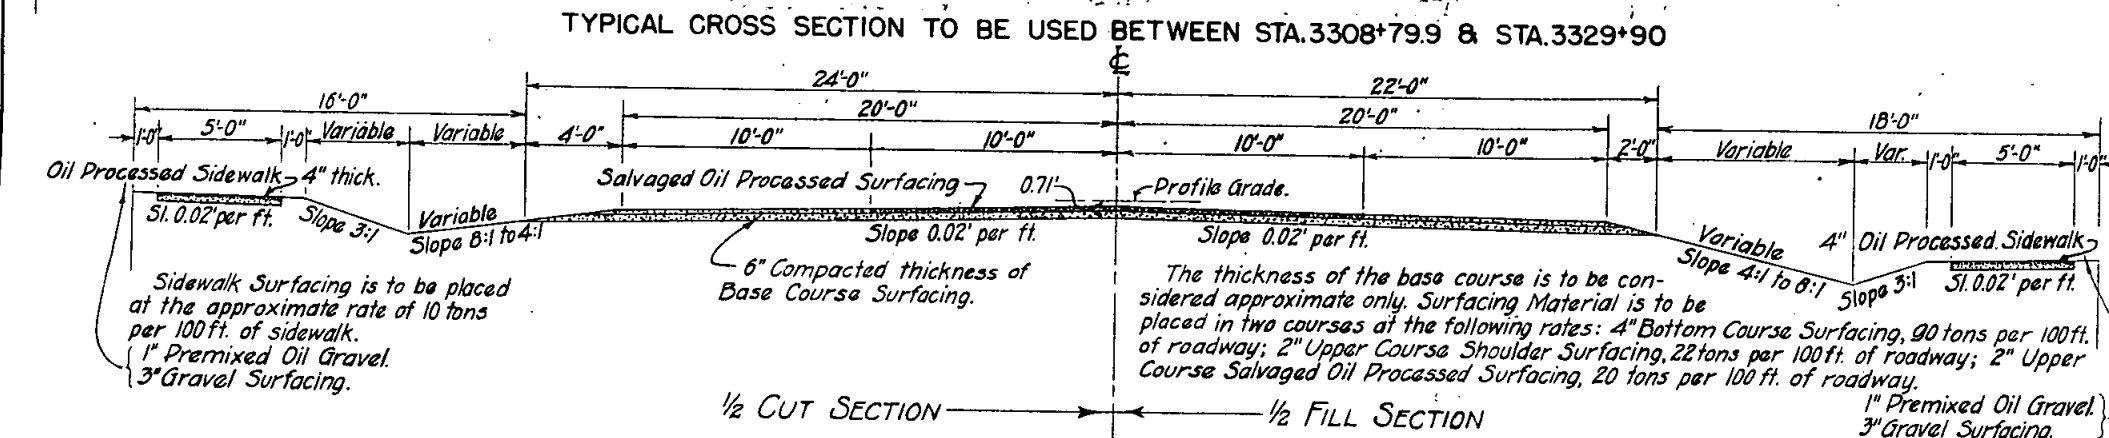 TYPICAL CROSS SECTION TO BE USED BETWEEN STA.3308+79.9 & STA.3329+90
℄
24'-0" 22'-0"
16'-0" 20'-0" 20'-0" 18'-0"
1'-0" 5'-0" 1'-0" Variable Variable 4'-0" 10'-0" 10'-0" 10'-0" 10'-0" 2'-0" Variable Var. 1'-0" 5'-0" 1'-0"
Oil Processed Sidewalk 4" thick.
Salvaged Oil Processed Surfacing 0.71' Profile Grade.
Sl. 0.02' per ft. Slope 3:1 Variable
Slope 8:1 to 4:1
Slope 0.02' per ft. Slope 0.02' per ft.
Variable
Slope 4:1 to 8:1
4" Oil Processed Sidewalk
Slope 3:1 Sl. 0.02' per ft.
6" Compacted thickness of
Base Course Surfacing.
Sidewalk Surfacing is to be placed
at the approximate rate of 10 tons
per 100 ft. of sidewalk.
1" Premixed Oil Gravel.
3" Gravel Surfacing.
The thickness of the base course is to be con-
sidered approximate only. Surfacing Material is to be
placed in two courses at the following rates: 4" Bottom Course Surfacing, 90 tons per 100 ft.
of roadway; 2" Upper Course Shoulder Surfacing, 22 tons per 100 ft. of roadway; 2" Upper
Course Salvaged Oil Processed Surfacing, 20 tons per 100 ft. of roadway.
1" Premixed Oil Gravel.
3" Gravel Surfacing.
½ CUT SECTION ½ FILL SECTION